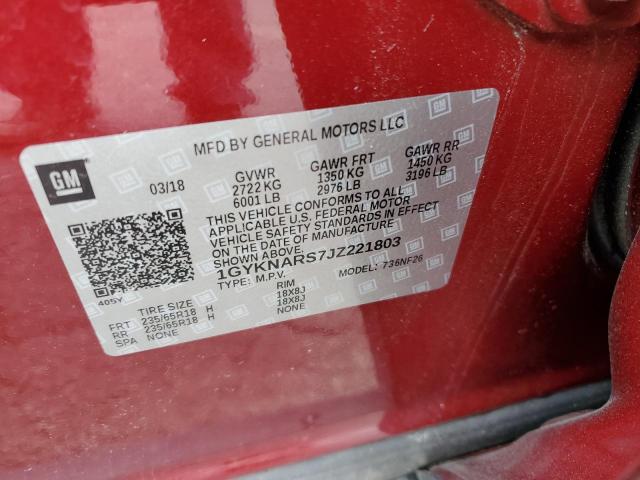 MFD BY GENERAL MOTORS LLC
GM
03/18
GVWR
2722 KG
6001 LB
GAWR FRT
1350 KG
2976 LB
GAWR RR
1450 KG
3196 LB
THIS VEHICLE CONFORMS TO ALL
APPLICABLE U.S. FEDERAL MOTOR
VEHICLE SAFETY STANDARDS IN EFFECT
ON THE DATE OF MANUFACTURE
1GYKNARS7JZ221803
TYPE: M.P.V.
MODEL: 736NF26
405Y
TIRE SIZE
RIM
FRT 235/65R18 H 18X8J
RR 235/65R18 H 18X8J
SPA NONE NONE